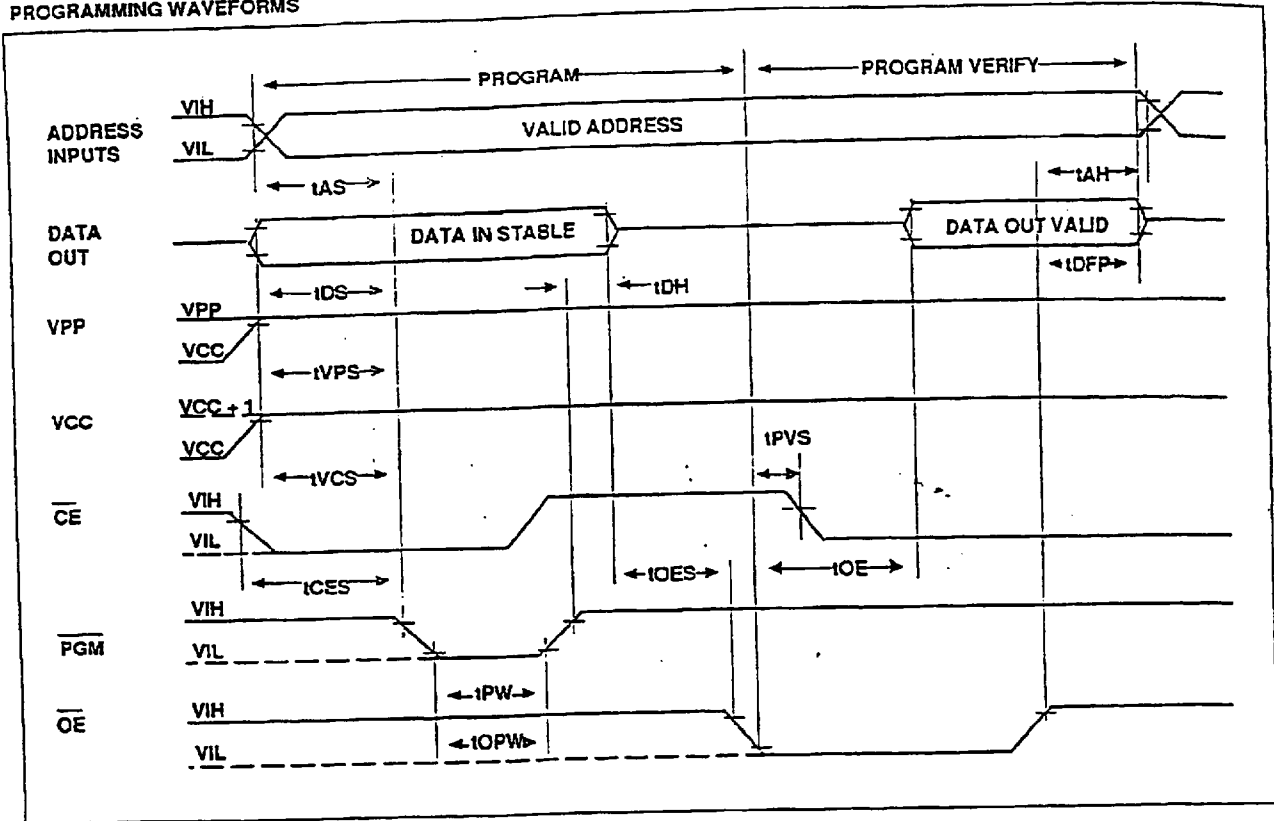 PROGRAMMING WAVEFORMS
PROGRAM
PROGRAM VERIFY
ADDRESS INPUTS
VIH
VIL
VALID ADDRESS
tAS
tAH
DATA OUT
DATA IN STABLE
DATA OUT VALID
tDS
tDH
tDFP
VPP
VPP
VCC
tVPS
VCC
VCC + 1
VCC
tVCS
tPVS
CE
VIH
VIL
tCES
tOES
tOE
PGM
VIH
VIL
tPW
OE
VIH
VIL
tOPW